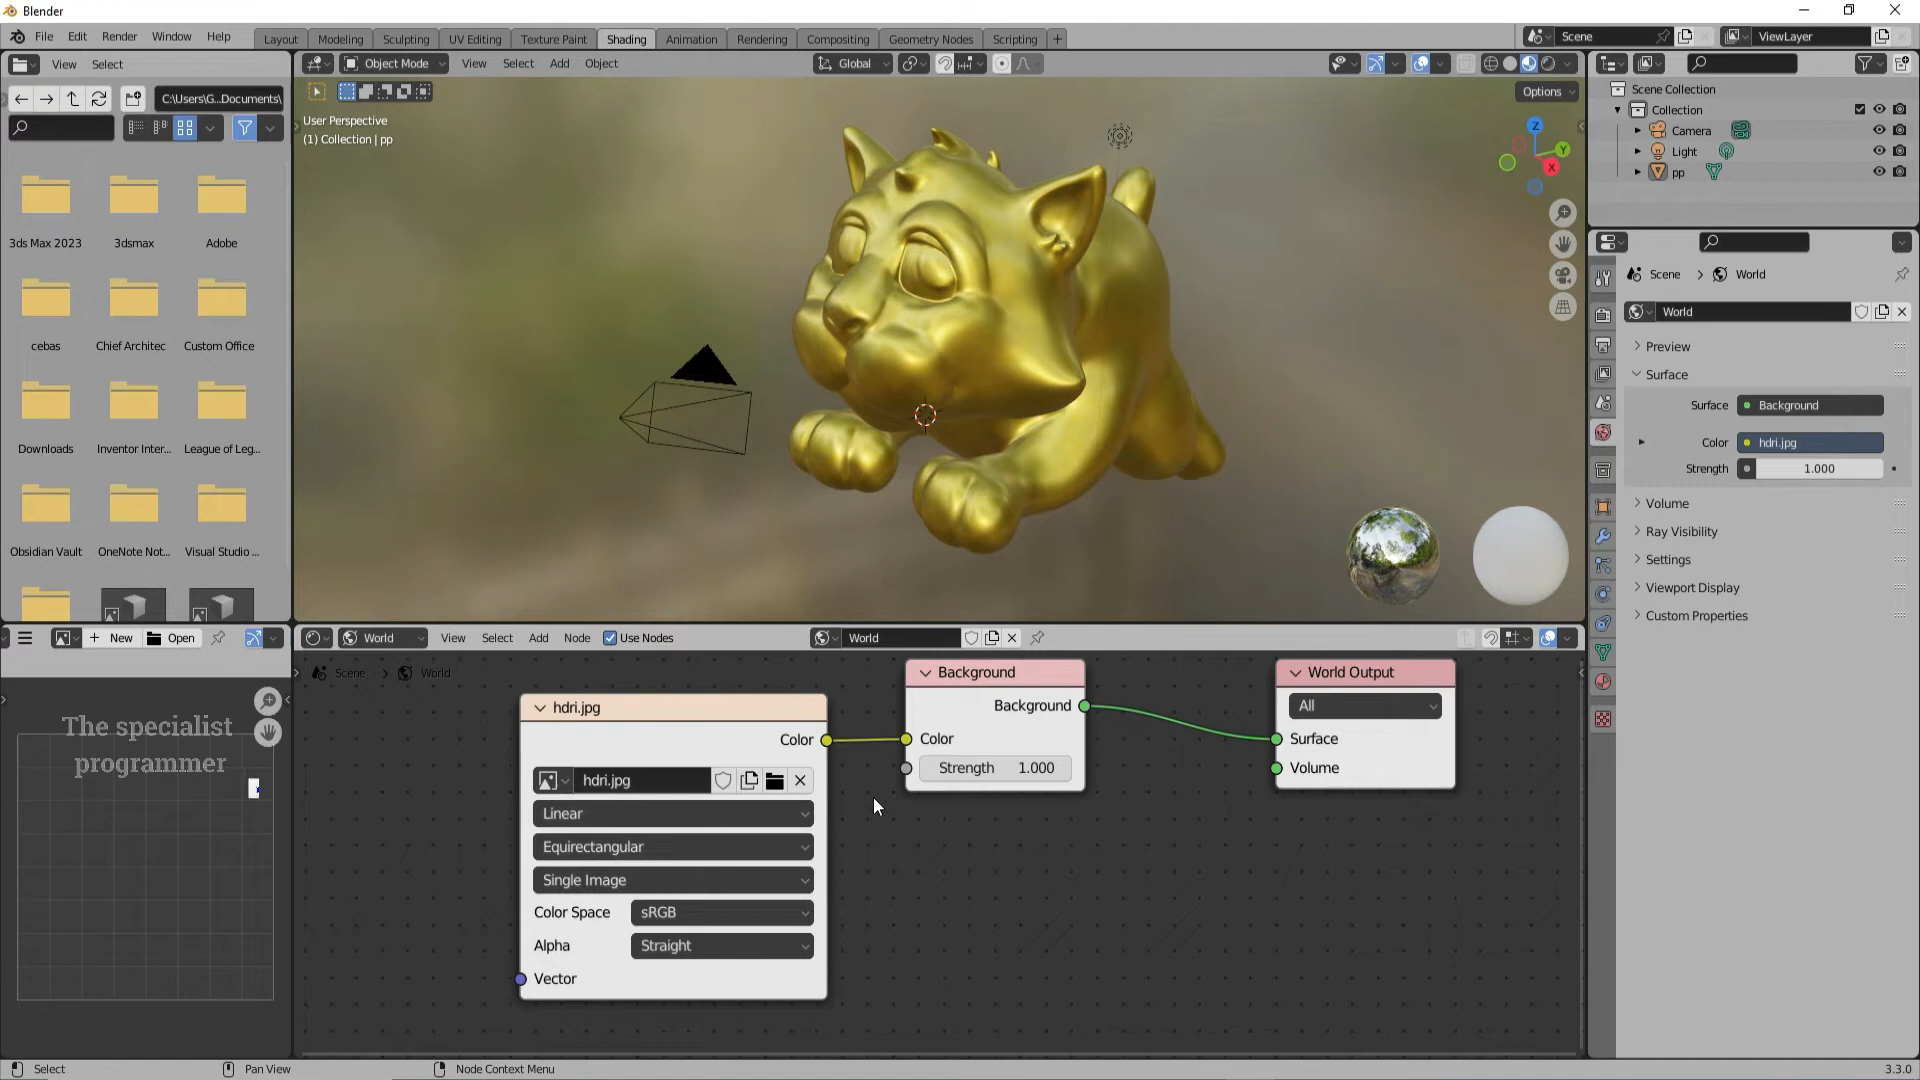 Blender
File Edit Render Window Help
Layout Modeling Sculpting UV Editing Texture Paint Shading Animation Rendering Compositing Geometry Nodes Scripting +
Scene
ViewLayer
View Select
C:\Users\G...Documents\
3ds Max 2023 3dsmax Adobe
cebas Chief Architec Custom Office
Downloads Inventor Inter... League of Leg...
Obsidian Vault OneNote Not... Visual Studio ...
Object Mode View Select Add Object
Global
Options
User Perspective
(1) Collection | pp
Z
Y
X
Scene Collection
Collection
Camera
Light
pp
Scene > World
World
Preview
Surface
Surface Background
Color hdri.jpg
Strength 1.000
Volume
Ray Visibility
Settings
Viewport Display
Custom Properties
+ New Open
The specialist
programmer
World View Select Add Node Use Nodes
World
Scene > World
hdri.jpg
Color
hdri.jpg
Linear
Equirectangular
Single Image
Color Space sRGB
Alpha Straight
Vector
Background
Background
Color
Strength 1.000
World Output
All
Surface
Volume
Select
Pan View
Node Context Menu
3.3.0